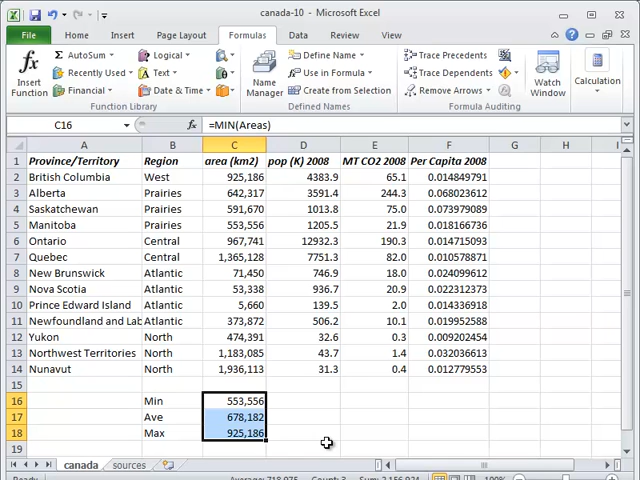 canada-10 - Microsoft Excel
File Home Insert Page Layout Formulas Data Review View
fx Insert Function
Σ AutoSum
Recently Used
Financial
Logical
Text
Date & Time
Function Library
Name Manager
Define Name
Use in Formula
Create from Selection
Defined Names
Trace Precedents
Trace Dependents
Remove Arrows
Formula Auditing
Watch Window
Calculation
C16 fx =MIN(Areas)
A B C D E F G H I
1 Province/Territory Region area (km2) pop (K) 2008 MT CO2 2008 Per Capita 2008
2 British Columbia West 925,186 4383.9 65.1 0.014849791
3 Alberta Prairies 642,317 3591.4 244.3 0.068023612
4 Saskatchewan Prairies 591,670 1013.8 75.0 0.073979089
5 Manitoba Prairies 553,556 1205.5 21.9 0.018166736
6 Ontario Central 967,741 12932.3 190.3 0.014715093
7 Quebec Central 1,365,128 7751.3 82.0 0.010578871
8 New Brunswick Atlantic 71,450 746.9 18.0 0.024099612
9 Nova Scotia Atlantic 53,338 936.7 20.9 0.022312373
10 Prince Edward Island Atlantic 5,660 139.5 2.0 0.014336918
11 Newfoundland and Lab Atlantic 373,872 506.2 10.1 0.019952588
12 Yukon North 474,391 32.6 0.3 0.009202454
13 Northwest Territories North 1,183,085 43.7 1.4 0.032036613
14 Nunavut North 1,936,113 31.3 0.4 0.012779553
15
16 Min 553,556
17 Ave 678,182
18 Max 925,186
19
canada sources
Average: 718,975 Count: 3 Sum: 2,156,924 100%